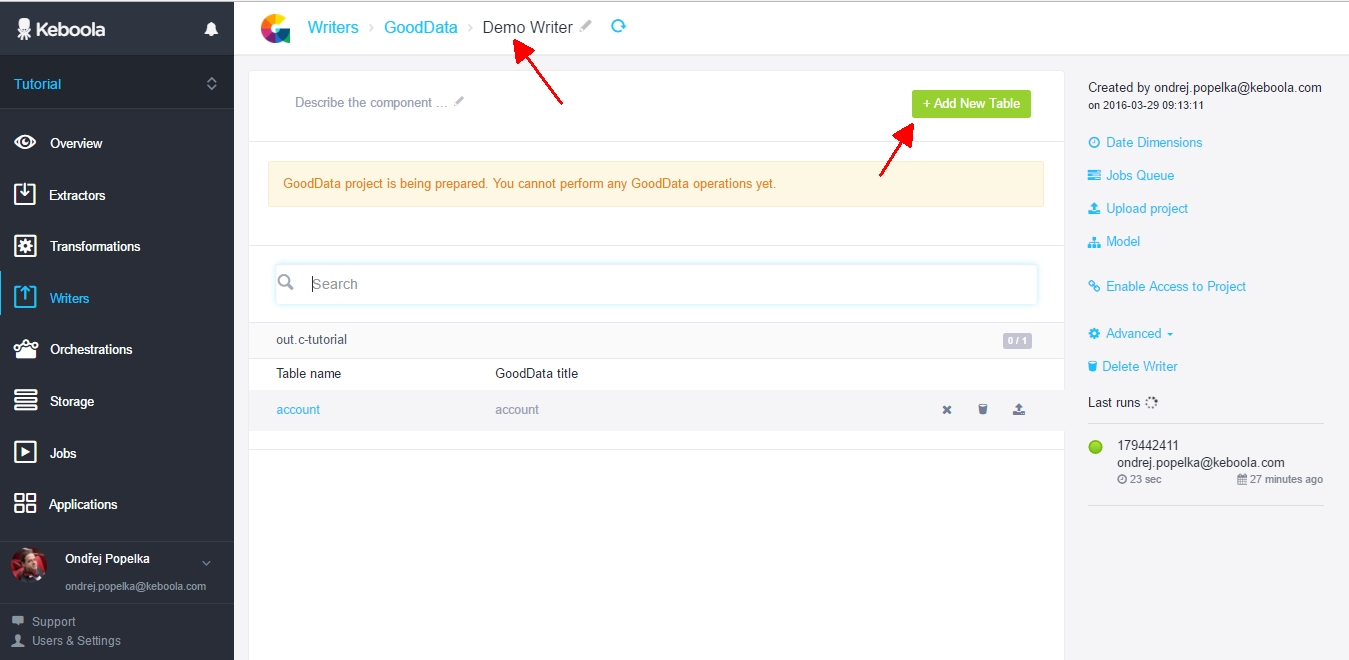 Keboola
Tutorial
Overview
Extractors
Transformations
Writers
Orchestrations
Storage
Jobs
Applications
Ondřej Popelka
ondrej.popelka@keboola.com
Support
Users & Settings
Writers > GoodData > Demo Writer
Describe the component ...
+ Add New Table
GoodData project is being prepared. You cannot perform any GoodData operations yet.
Search
out.c-tutorial 0 / 1
Table name GoodData title
account account
Created by ondrej.popelka@keboola.com
on 2016-03-29 09:13:11
Date Dimensions
Jobs Queue
Upload project
Model
Enable Access to Project
Advanced
Delete Writer
Last runs
179442411
ondrej.popelka@keboola.com
23 sec 27 minutes ago